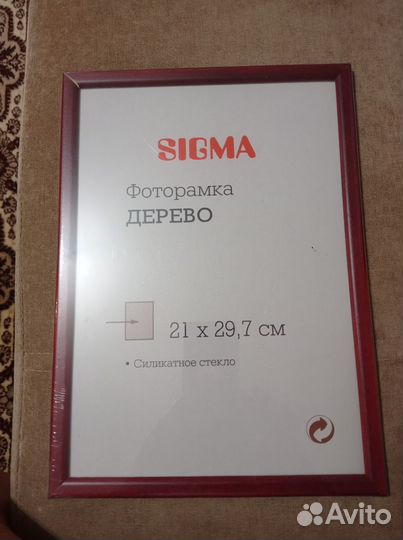 SIGMA
Фоторамка
ДЕРЕВО
21 x 29,7 см
• Силикатное стекло
Avito